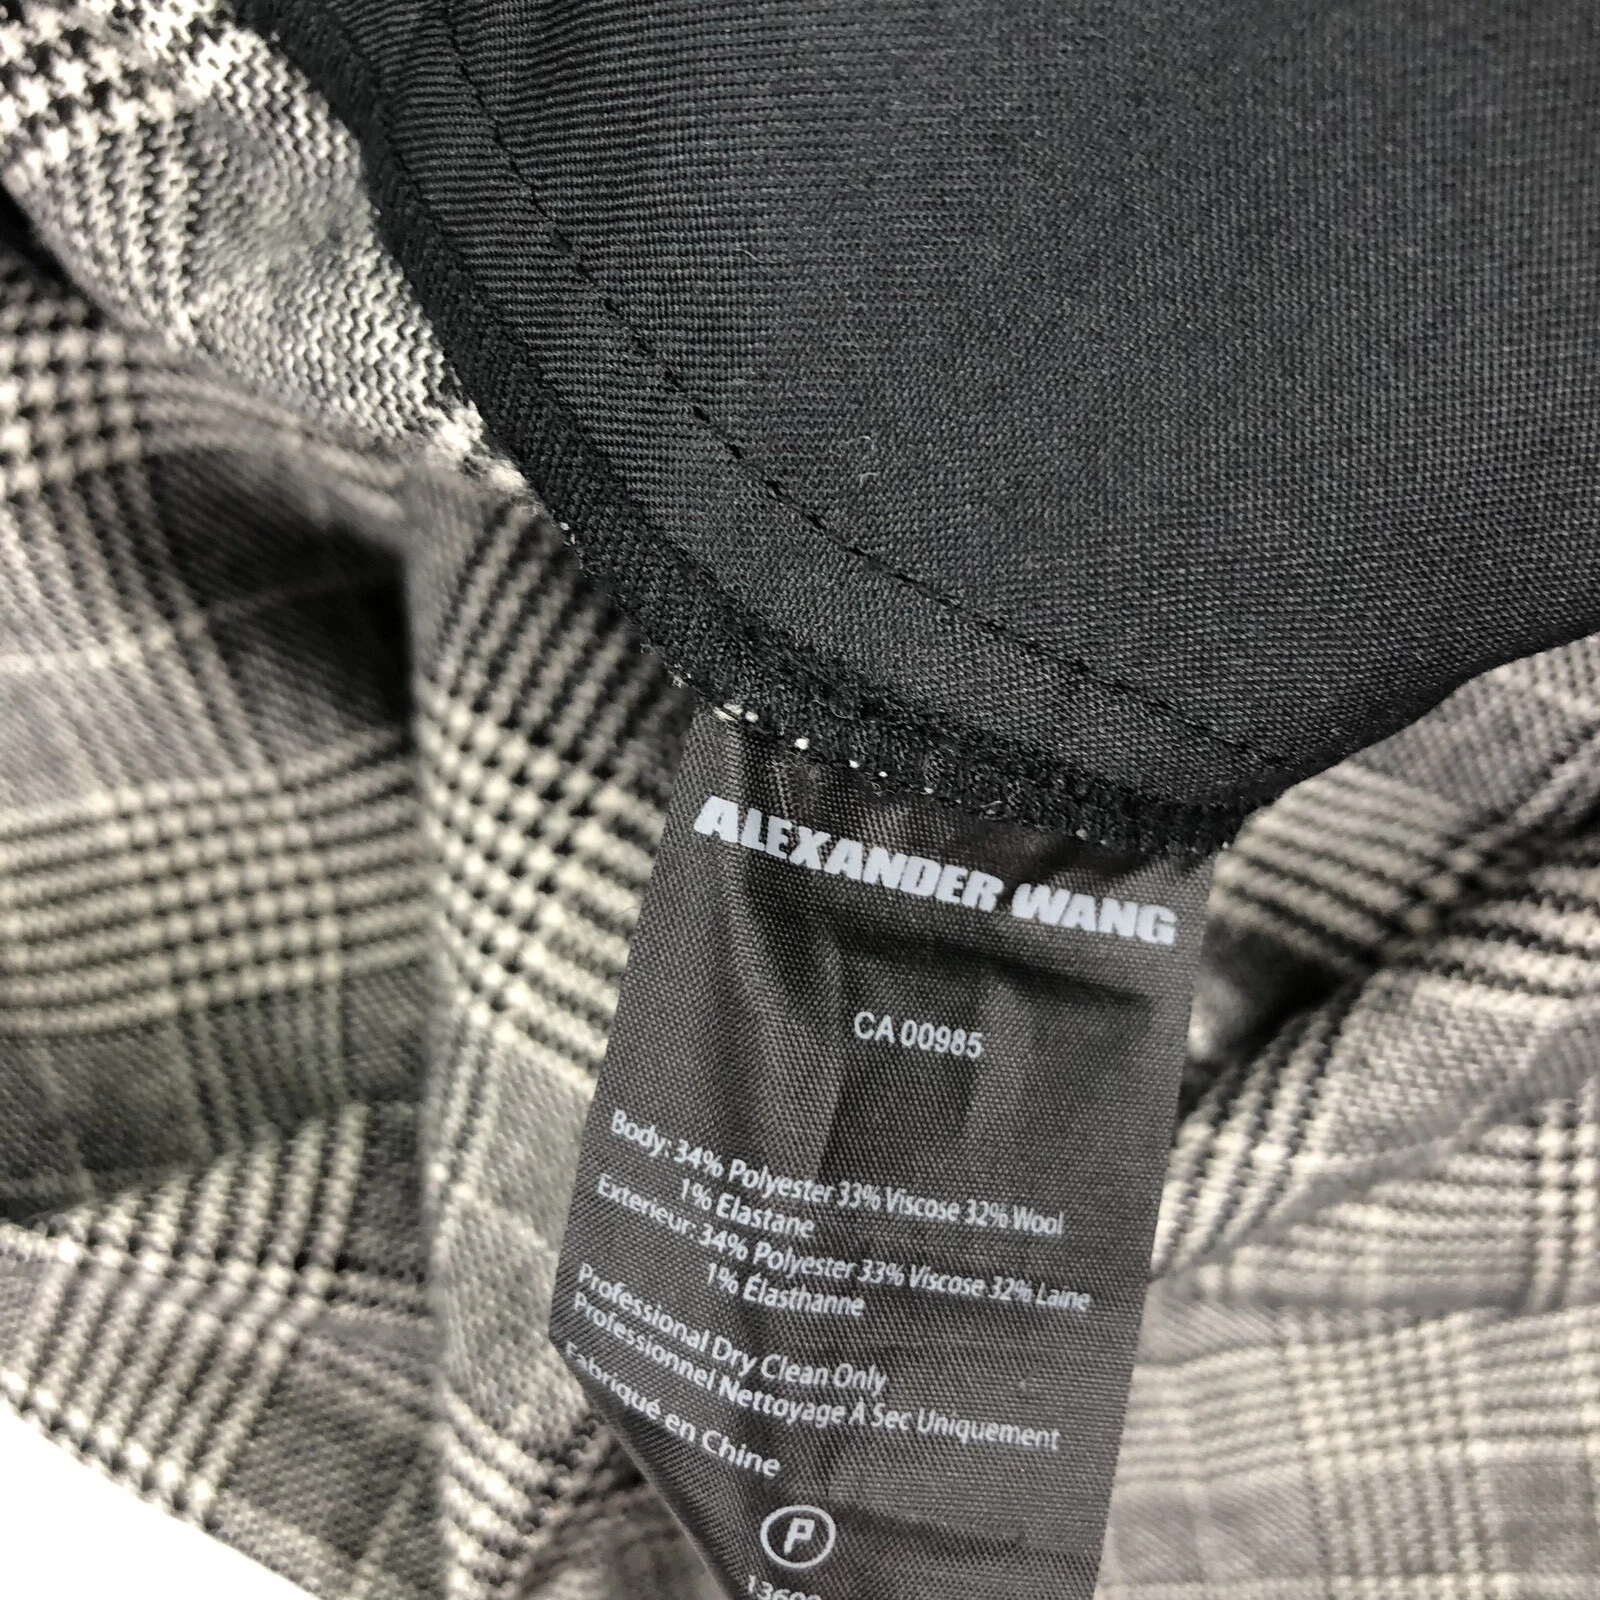 ALEXANDER WANG
CA 00985
Body: 34% Polyester 33% Viscose 32% Wool
1% Elastane
Exterieur: 34% Polyester 33% Viscose 32% Laine
1% Élasthanne
Professional Dry Clean Only
Professionnel Nettoyage À Sec Uniquement
Fabriqué en Chine
P